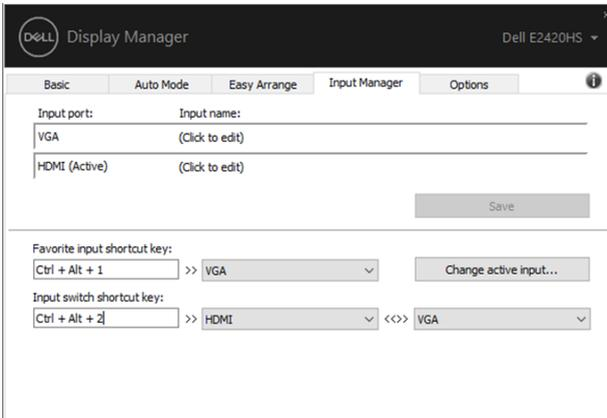 DELL Display Manager Dell E2420HS
Basic Auto Mode Easy Arrange Input Manager Options
Input port: Input name:
VGA (Click to edit)
HDMI (Active) (Click to edit)
Save
Favorite input shortcut key:
Ctrl + Alt + 1 >> VGA Change active input...
Input switch shortcut key:
Ctrl + Alt + 2 >> HDMI <<>> VGA